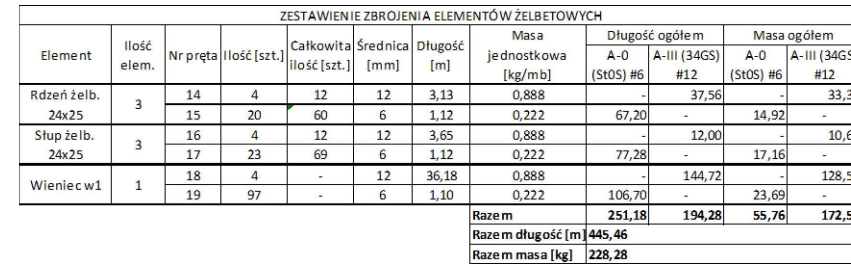 ZESTAWIENIE ZBROJENIA ELEMENTÓW ŻELBETOWYCH
Element Ilość elem. Nr pręta Ilość [szt.] Całkowita ilość [szt.] Średnica [mm] Długość [m] Masa jednostkowa [kg/mb] Długość ogółem Masa ogółem
A-0 (St0S) #6 A-III (34GS) #12 A-0 (St0S) #6 A-III (34GS #12
Rdzeń żelb. 24x25 3 14 4 12 12 3,13 0,888 - 37,56 - 33,3
15 20 60 6 1,12 0,222 67,20 - 14,92 -
Słup żelb. 24x25 3 16 4 12 12 3,65 0,888 - 12,00 - 10,6
17 23 69 6 1,12 0,222 77,28 - 17,16 -
Wieniec w1 1 18 4 - 12 36,18 0,888 - 144,72 - 128,5
19 97 - 6 1,10 0,222 106,70 - 23,69 -
Razem 251,18 194,28 55,76 172,5
Razem długość [m] 445,46
Razem masa [kg] 228,28